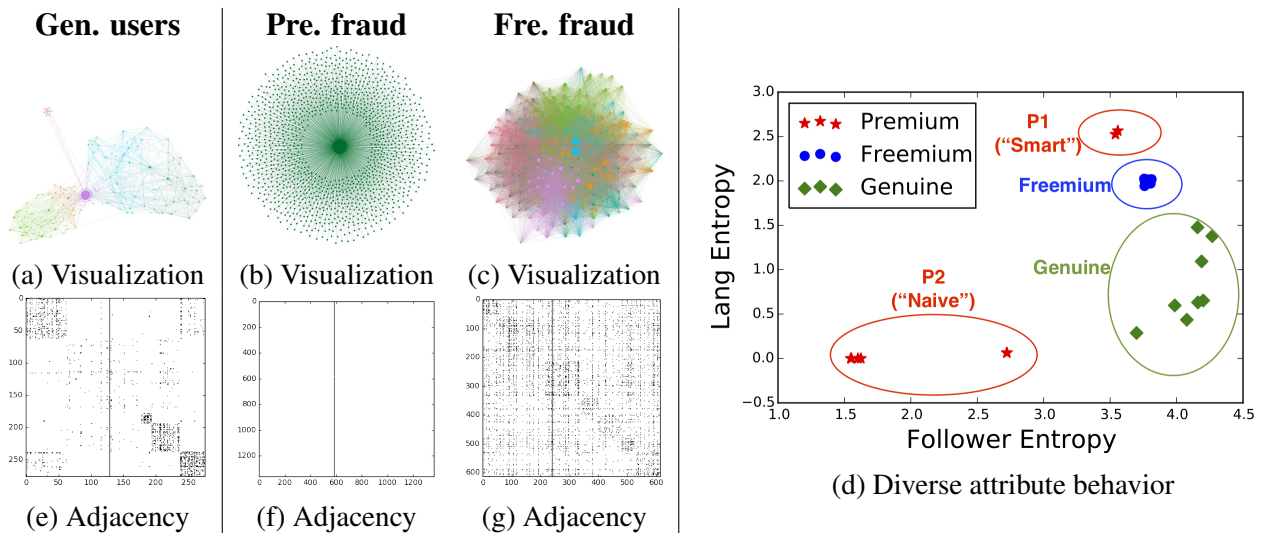 Gen. users
Pre. fraud
Fre. fraud
(a) Visualization
(b) Visualization
(c) Visualization
0
50
100
150
200
250
0 50 100 150 200 250
(e) Adjacency
0
200
400
600
800
1000
1200
0 200 400 600 800 1000 1200
(f) Adjacency
0
100
200
300
400
500
600
0 100 200 300 400 500 600
(g) Adjacency
Lang Entropy
3.0
2.5
2.0
1.5
1.0
0.5
0.0
−0.5
Premium
Freemium
Genuine
P1
(“Smart”)
Freemium
Genuine
P2
(“Naive”)
1.0 1.5 2.0 2.5 3.0 3.5 4.0 4.5
Follower Entropy
(d) Diverse attribute behavior